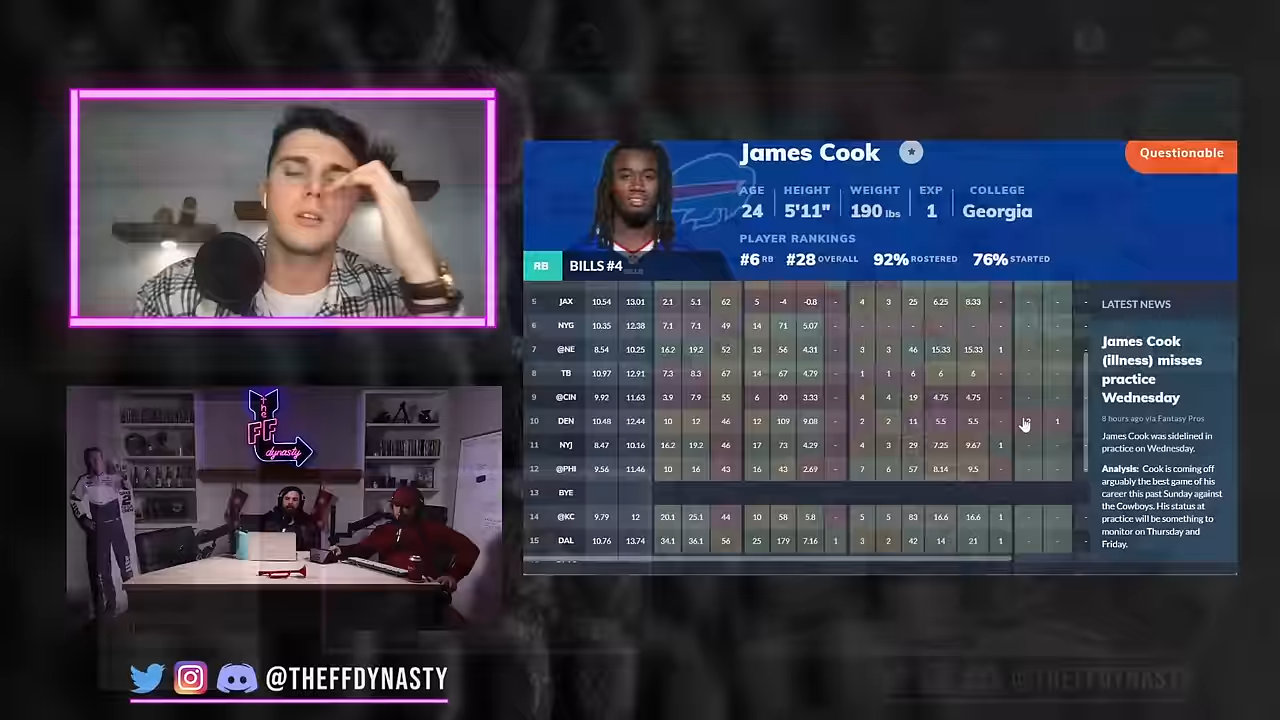 James Cook
Questionable
AGE HEIGHT WEIGHT EXP COLLEGE
24 5'11" 190 lbs 1 Georgia
PLAYER RANKINGS
#6 RB #28 OVERALL 92% ROSTERED 76% STARTED
RB BILLS #4
5 JAX 10.54 13.01 2.1 5.1 62 5 -4 -0.8 - 4 3 25 6.25 8.33 - - - -
6 NYG 10.35 12.38 7.1 7.1 49 14 71 5.07 - - - - - - - - -
7 @NE 8.54 10.25 16.2 19.2 52 13 56 4.31 - 3 3 46 15.33 15.33 1 - - -
8 TB 10.97 12.91 7.3 8.3 67 14 67 4.79 - 1 1 6 6 6 - - -
9 @CIN 9.92 11.63 3.9 7.9 55 6 20 3.33 - 4 4 19 4.75 4.75 - - - -
10 DEN 10.48 12.44 10 12 46 12 109 9.08 - 2 2 11 5.5 5.5 - 1 -
11 NYJ 8.47 10.16 16.2 19.2 46 17 73 4.29 - 4 3 29 7.25 9.67 1 - - -
12 @PHI 9.56 11.46 10 16 43 16 43 2.69 - 7 6 57 8.14 9.5 - - - -
13 BYE
14 @KC 9.79 12 20.1 25.1 44 10 58 5.8 - 5 5 83 16.6 16.6 1 - - -
15 DAL 10.76 13.74 34.1 36.1 56 25 179 7.16 1 3 2 42 14 21 1 - - -
LATEST NEWS
James Cook
(illness) misses
practice
Wednesday
8 hours ago via Fantasy Pros
James Cook was sidelined in
practice on Wednesday.
Analysis: Cook is coming off
arguably the best game of his
career this past Sunday against
the Cowboys. His status at
practice will be something to
monitor on Thursday and
Friday.
The
FF
dynasty
@THEFFDYNASTY
@THEFFDYNASTY